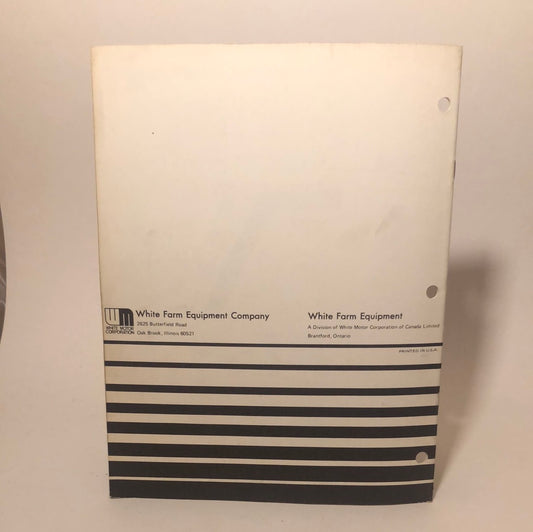 WM
WHITE MOTOR
CORPORATION
White Farm Equipment Company
2625 Butterfield Road
Oak Brook, Illinois 60521
White Farm Equipment
A Division of White Motor Corporation of Canada Limited
Brantford, Ontario
PRINTED IN U.S.A.